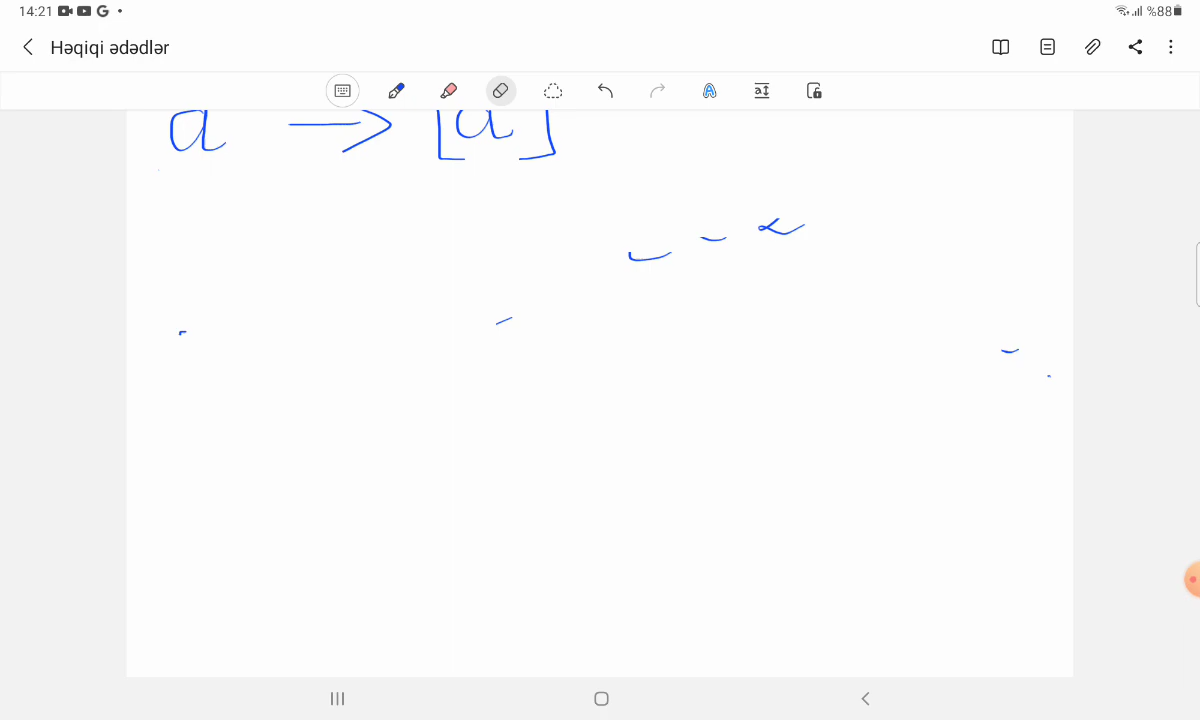 14:21 %88
Həqiqi ədədlər
a → [a]